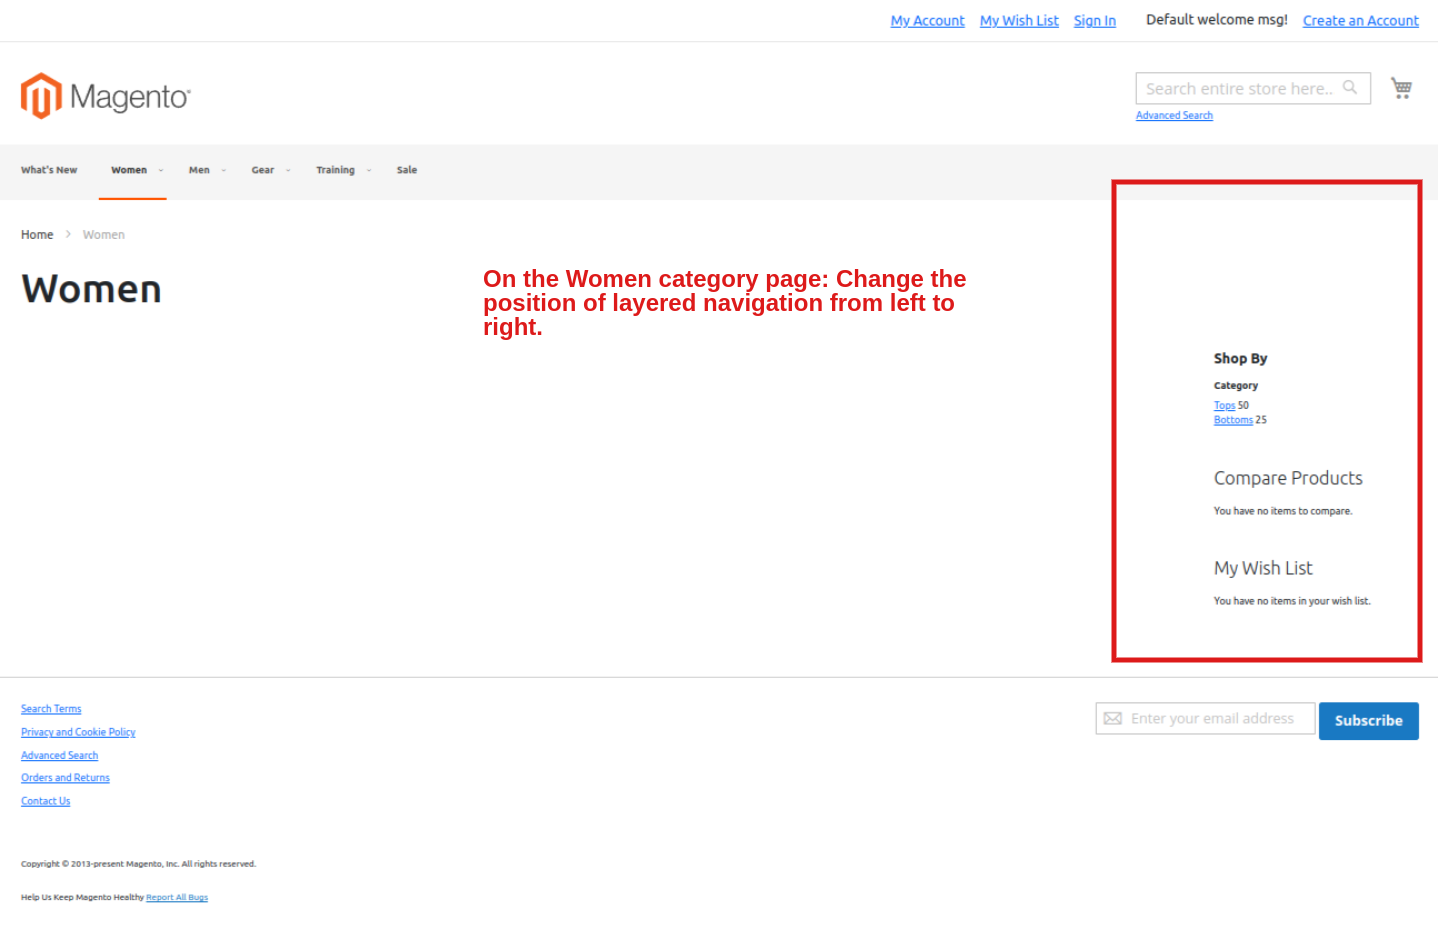 My Account My Wish List Sign In Default welcome msg! Create an Account
Magento
Search entire store here..
Advanced Search
What's New Women Men Gear Training Sale
Home > Women
Women
On the Women category page: Change the
position of layered navigation from left to
right.
Shop By
Category
Tops 50
Bottoms 25
Compare Products
You have no items to compare.
My Wish List
You have no items in your wish list.
Search Terms
Privacy and Cookie Policy
Advanced Search
Orders and Returns
Contact Us
Enter your email address Subscribe
Copyright © 2013-present Magento, Inc. All rights reserved.
Help Us Keep Magento Healthy Report All Bugs